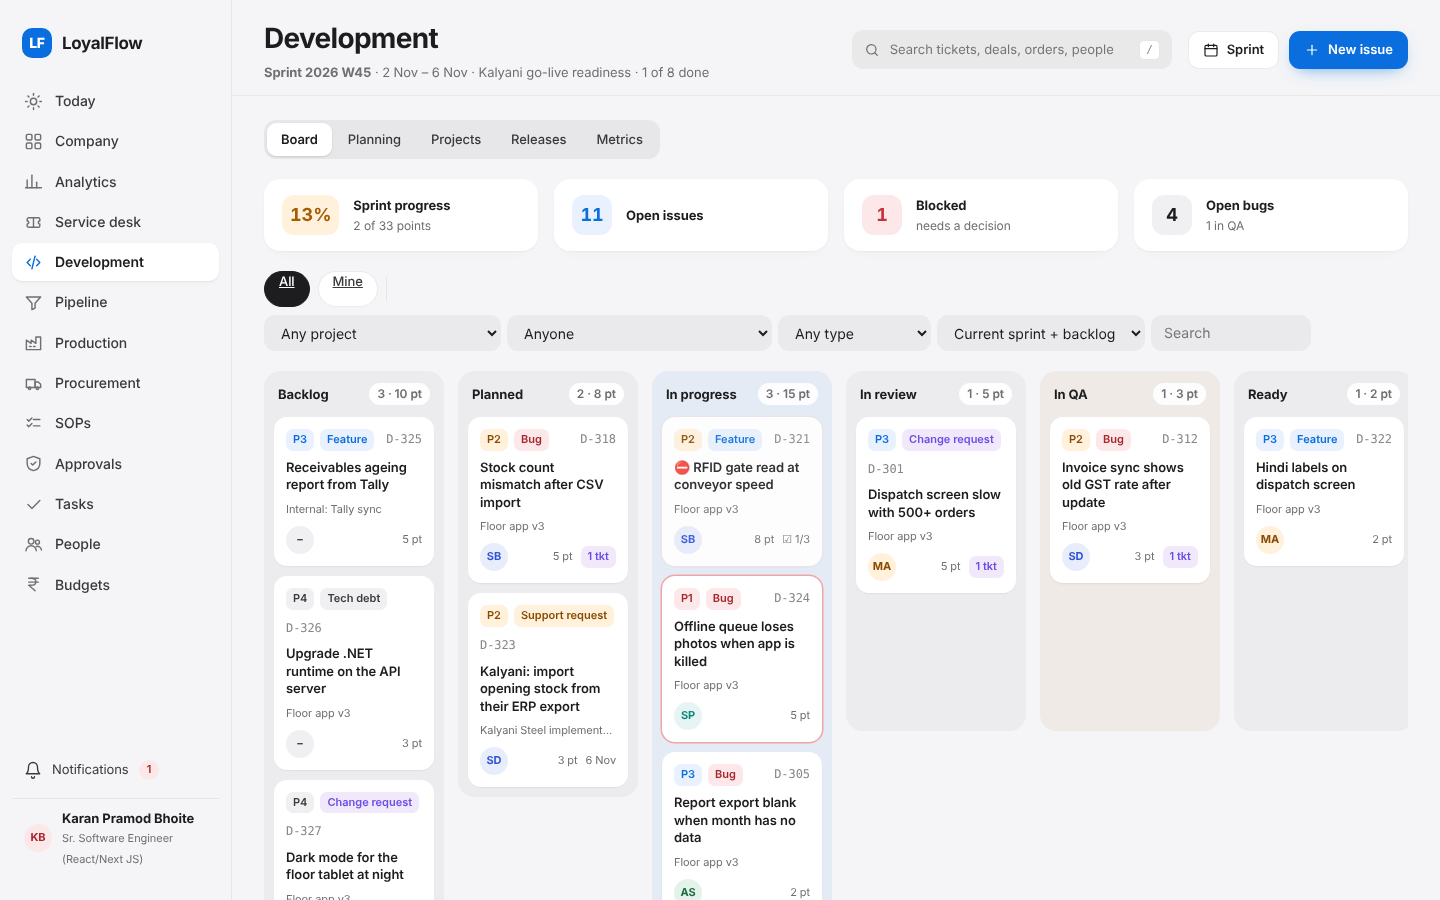 LF LoyalFlow
Today
Company
Analytics
Service desk
Development
Pipeline
Production
Procurement
SOPs
Approvals
Tasks
People
Budgets
Notifications 1
KB
Karan Pramod Bhoite
Sr. Software Engineer
(React/Next JS)
Development
Sprint 2026 W45 · 2 Nov – 6 Nov · Kalyani go-live readiness · 1 of 8 done
Search tickets, deals, orders, people /
Sprint
New issue
Board Planning Projects Releases Metrics
13%
Sprint progress
2 of 33 points
11
Open issues
1
Blocked
needs a decision
4
Open bugs
1 in QA
All Mine
Any project Anyone Any type Current sprint + backlog Search
Backlog 3 · 10 pt
P3 Feature D-325
Receivables ageing
report from Tally
Internal: Tally sync
– 5 pt
P4 Tech debt
D-326
Upgrade .NET
runtime on the API
server
Floor app v3
– 3 pt
P4 Change request
D-327
Dark mode for the
floor tablet at night
Floor app v3
Planned 2 · 8 pt
P2 Bug D-318
Stock count
mismatch after CSV
import
Floor app v3
SB 5 pt 1 tkt
P2 Support request
D-323
Kalyani: import
opening stock from
their ERP export
Kalyani Steel implement...
SD 3 pt 6 Nov
In progress 3 · 15 pt
P2 Feature D-321
⛔ RFID gate read at
conveyor speed
Floor app v3
SB 8 pt ☑ 1/3
P1 Bug D-324
Offline queue loses
photos when app is
killed
Floor app v3
SP 5 pt
P3 Bug D-305
Report export blank
when month has no
data
Floor app v3
AS 2 pt
In review 1 · 5 pt
P3 Change request
D-301
Dispatch screen slow
with 500+ orders
Floor app v3
MA 5 pt 1 tkt
In QA 1 · 3 pt
P2 Bug D-312
Invoice sync shows
old GST rate after
update
Floor app v3
SD 3 pt 1 tkt
Ready 1 · 2 pt
P3 Feature D-322
Hindi labels on
dispatch screen
Floor app v3
MA 2 pt